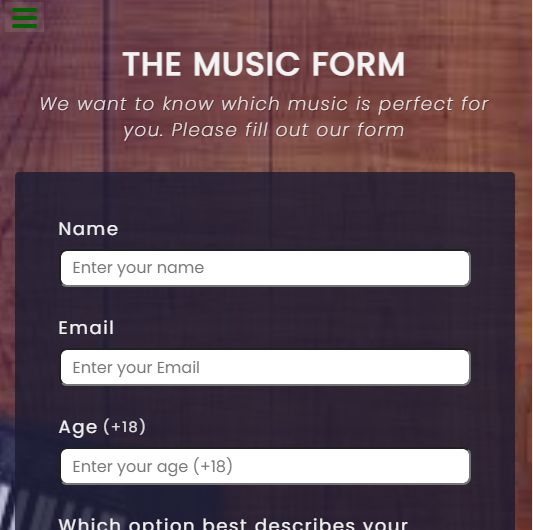 THE MUSIC FORM
We want to know which music is perfect for
you. Please fill out our form
Name
Enter your name
Email
Enter your Email
Age (+18)
Enter your age (+18)
Which option best describes your